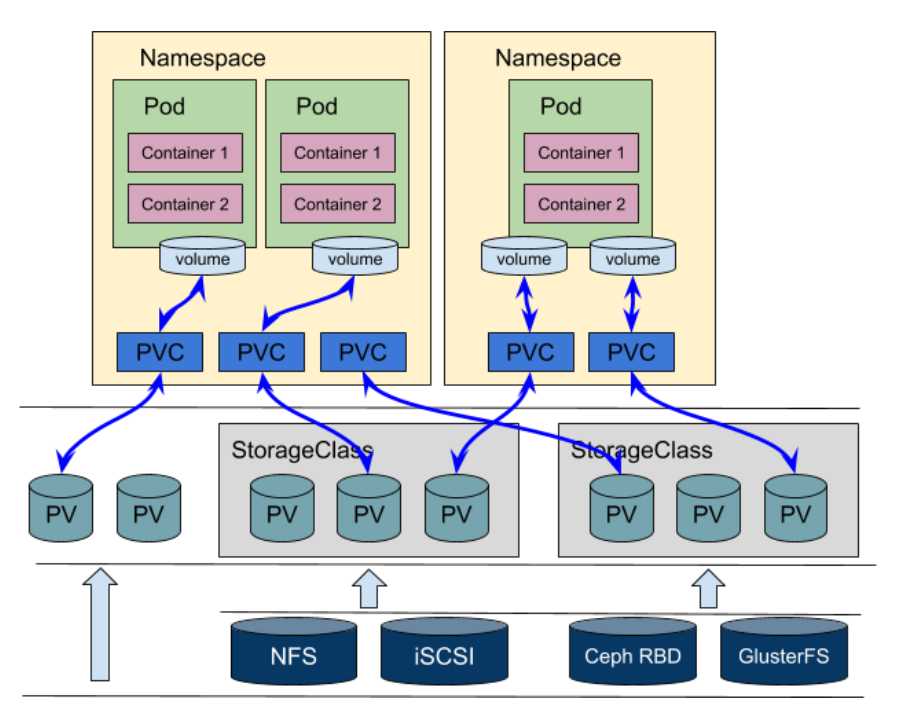 Namespace
Namespace
Pod
Pod
Pod
Container 1
Container 1
Container 1
Container 2
Container 2
Container 2
volume
volume
volume
volume
PVC
PVC
PVC
PVC
PVC
StorageClass
StorageClass
PV
PV
PV
PV
PV
PV
PV
PV
NFS
iSCSI
Ceph RBD
GlusterFS